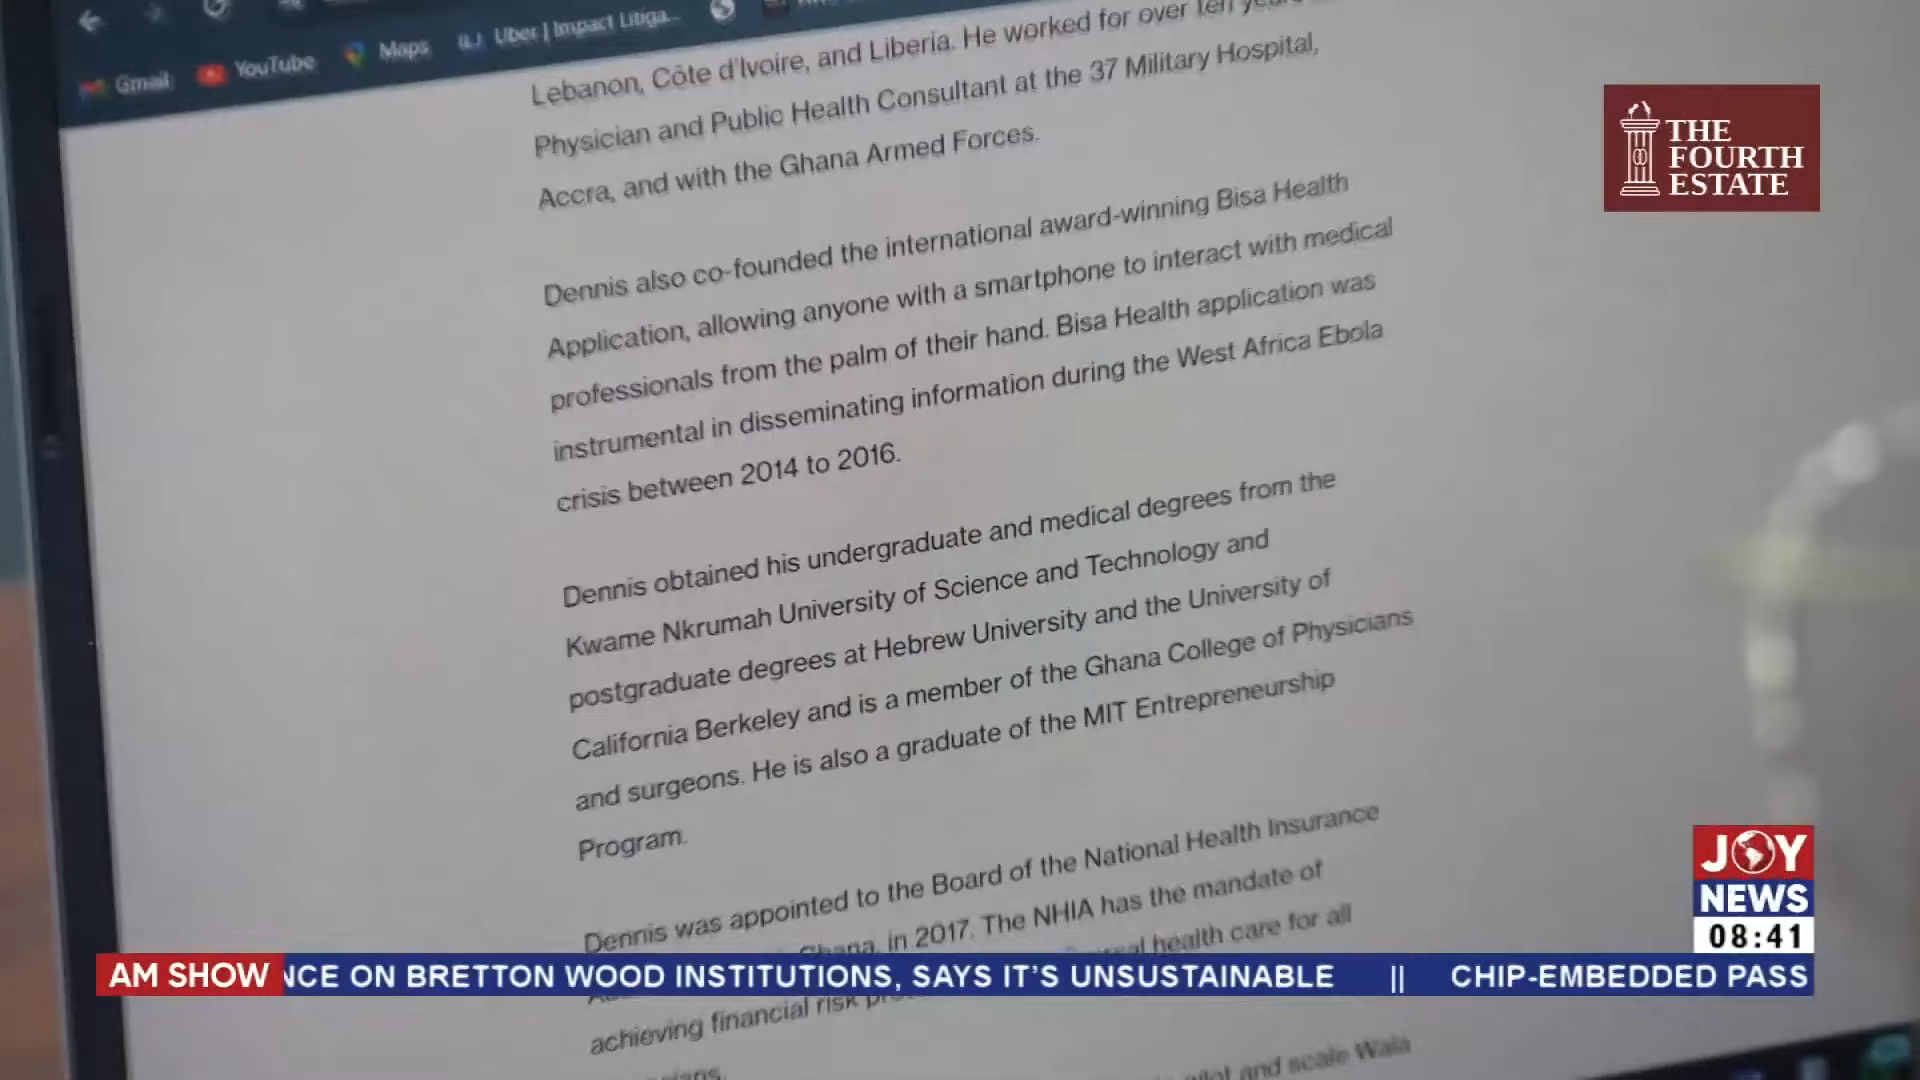 Gmail YouTube Maps Uber | Impact Litiga...
Lebanon, Côte d'Ivoire, and Liberia. He worked for over ten years
Physician and Public Health Consultant at the 37 Military Hospital,
Accra, and with the Ghana Armed Forces.
Dennis also co-founded the international award-winning Bisa Health
Application, allowing anyone with a smartphone to interact with medical
professionals from the palm of their hand. Bisa Health application was
instrumental in disseminating information during the West Africa Ebola
crisis between 2014 to 2016.
Dennis obtained his undergraduate and medical degrees from the
Kwame Nkrumah University of Science and Technology and
postgraduate degrees at Hebrew University and the University of
California Berkeley and is a member of the Ghana College of Physicians
and surgeons. He is also a graduate of the MIT Entrepreneurship
Program.
Dennis was appointed to the Board of the National Health Insurance
Ghana, in 2017. The NHIA has the mandate of
health care for all
achieving financial risk
and scale Wala
THE
FOURTH
ESTATE
JOY
NEWS
08:41
AM SHOW NCE ON BRETTON WOOD INSTITUTIONS, SAYS IT'S UNSUSTAINABLE || CHIP-EMBEDDED PASS